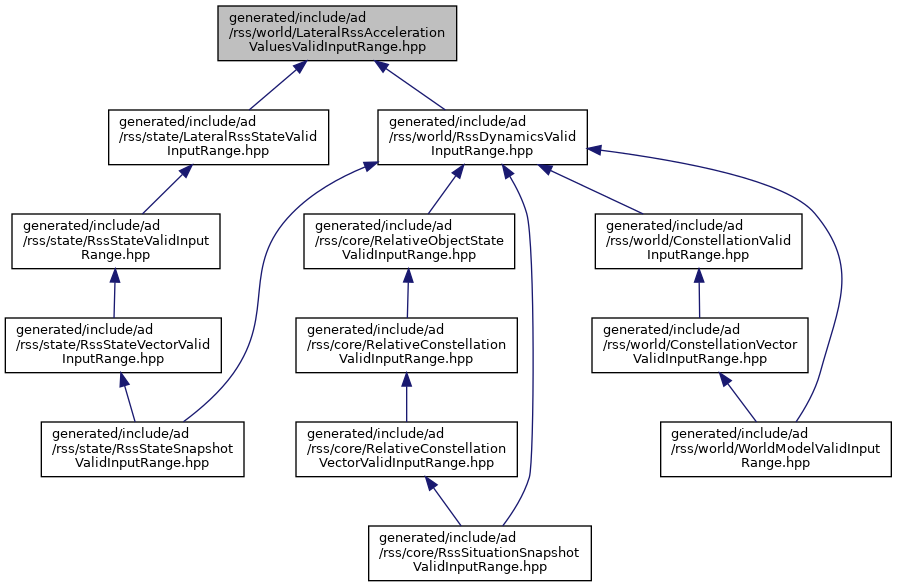 generated/include/ad
/rss/world/LateralRssAcceleration
ValuesValidInputRange.hpp
generated/include/ad
/rss/state/LateralRssStateValid
InputRange.hpp
generated/include/ad
/rss/world/RssDynamicsValid
InputRange.hpp
generated/include/ad
/rss/state/RssStateValidInput
Range.hpp
generated/include/ad
/rss/core/RelativeObjectState
ValidInputRange.hpp
generated/include/ad
/rss/world/ConstellationValid
InputRange.hpp
generated/include/ad
/rss/state/RssStateVectorValid
InputRange.hpp
generated/include/ad
/rss/core/RelativeConstellation
ValidInputRange.hpp
generated/include/ad
/rss/world/ConstellationVector
ValidInputRange.hpp
generated/include/ad
/rss/state/RssStateSnapshot
ValidInputRange.hpp
generated/include/ad
/rss/core/RelativeConstellation
VectorValidInputRange.hpp
generated/include/ad
/rss/world/WorldModelValidInput
Range.hpp
generated/include/ad
/rss/core/RssSituationSnapshot
ValidInputRange.hpp